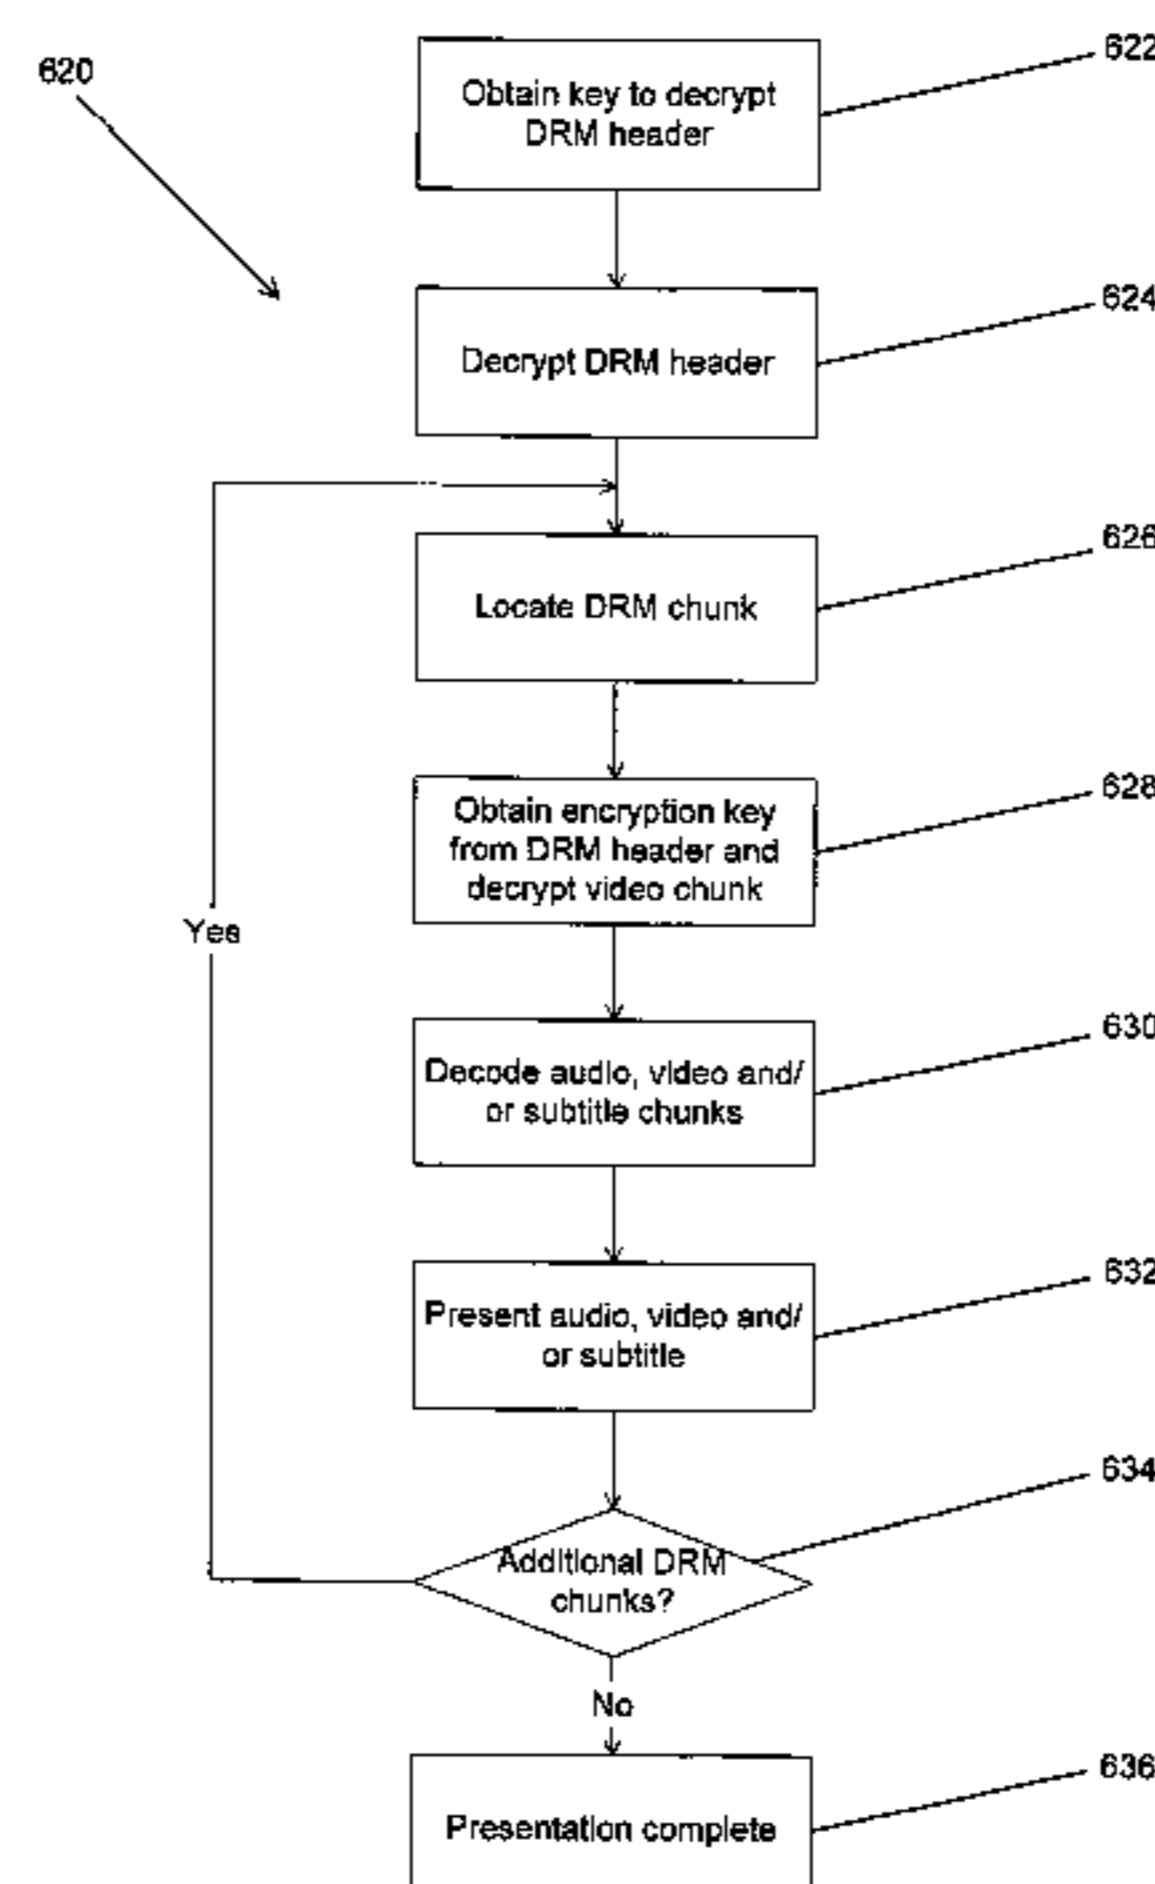 620
622
Obtain key to decrypt
DRM header
624
Decrypt DRM header
626
Locate DRM chunk
628
Obtain encryption key
from DRM header and
decrypt video chunk
Yes
630
Decode audio, video and/
or subtitle chunks
632
Present audio, video and/
or subtitle
634
Additional DRM
chunks?
No
636
Presentation complete